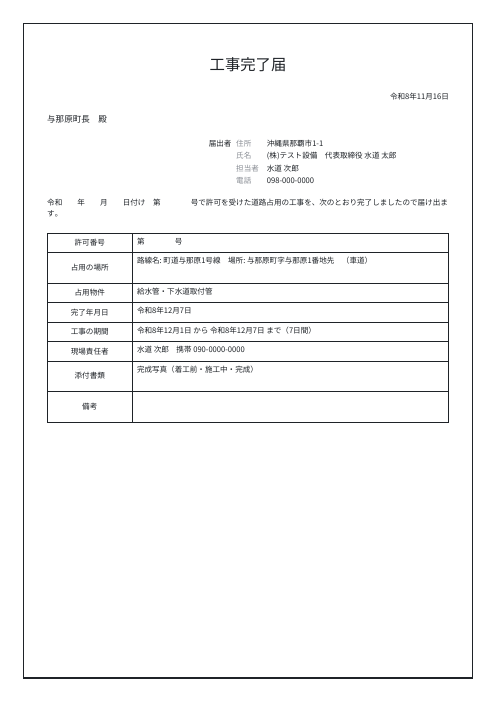 工事完了届
令和8年11月16日
与那原町長　殿
届出者 住所　沖縄県那覇市1-1
氏名　(株)テスト設備　代表取締役 水道 太郎
担当者　水道 次郎
電話　098-000-0000
令和　　年　　月　　日付け　第　　　　号で許可を受けた道路占用の工事を、次のとおり完了しましたので届け出ま
す。
許可番号　第　　　　号
占用の場所　路線名: 町道与那原1号線　場所: 与那原町字与那原1番地先　（車道）
占用物件　給水管・下水道取付管
完了年月日　令和8年12月7日
工事の期間　令和8年12月1日 から 令和8年12月7日 まで（7日間）
現場責任者　水道 次郎　携帯 090-0000-0000
添付書類　完成写真（着工前・施工中・完成）
備考